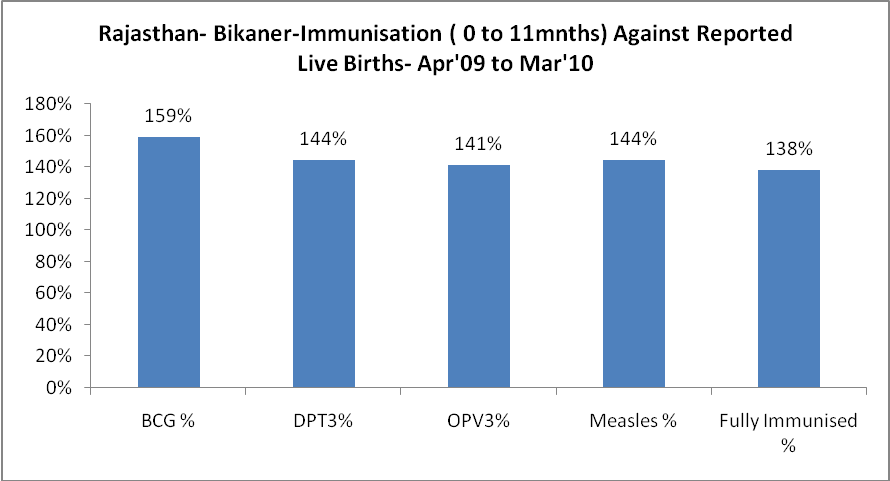 Rajasthan- Bikaner-Immunisation ( 0 to 11mnths) Against Reported
Live Births- Apr'09 to Mar'10
180%
160%
140%
120%
100%
80%
60%
40%
20%
0%
159%
144%
141%
144%
138%
BCG %
DPT3%
OPV3%
Measles %
Fully Immunised
%